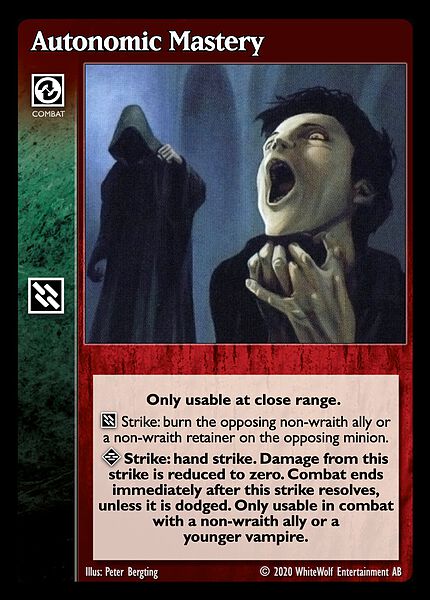 Autonomic Mastery
COMBAT
Only usable at close range.
Strike: burn the opposing non-wraith ally or
a non-wraith retainer on the opposing minion.
Strike: hand strike. Damage from this
strike is reduced to zero. Combat ends
immediately after this strike resolves,
unless it is dodged. Only usable in combat
with a non-wraith ally or a
younger vampire.
Illus: Peter Bergting
© 2020 WhiteWolf Entertainment AB